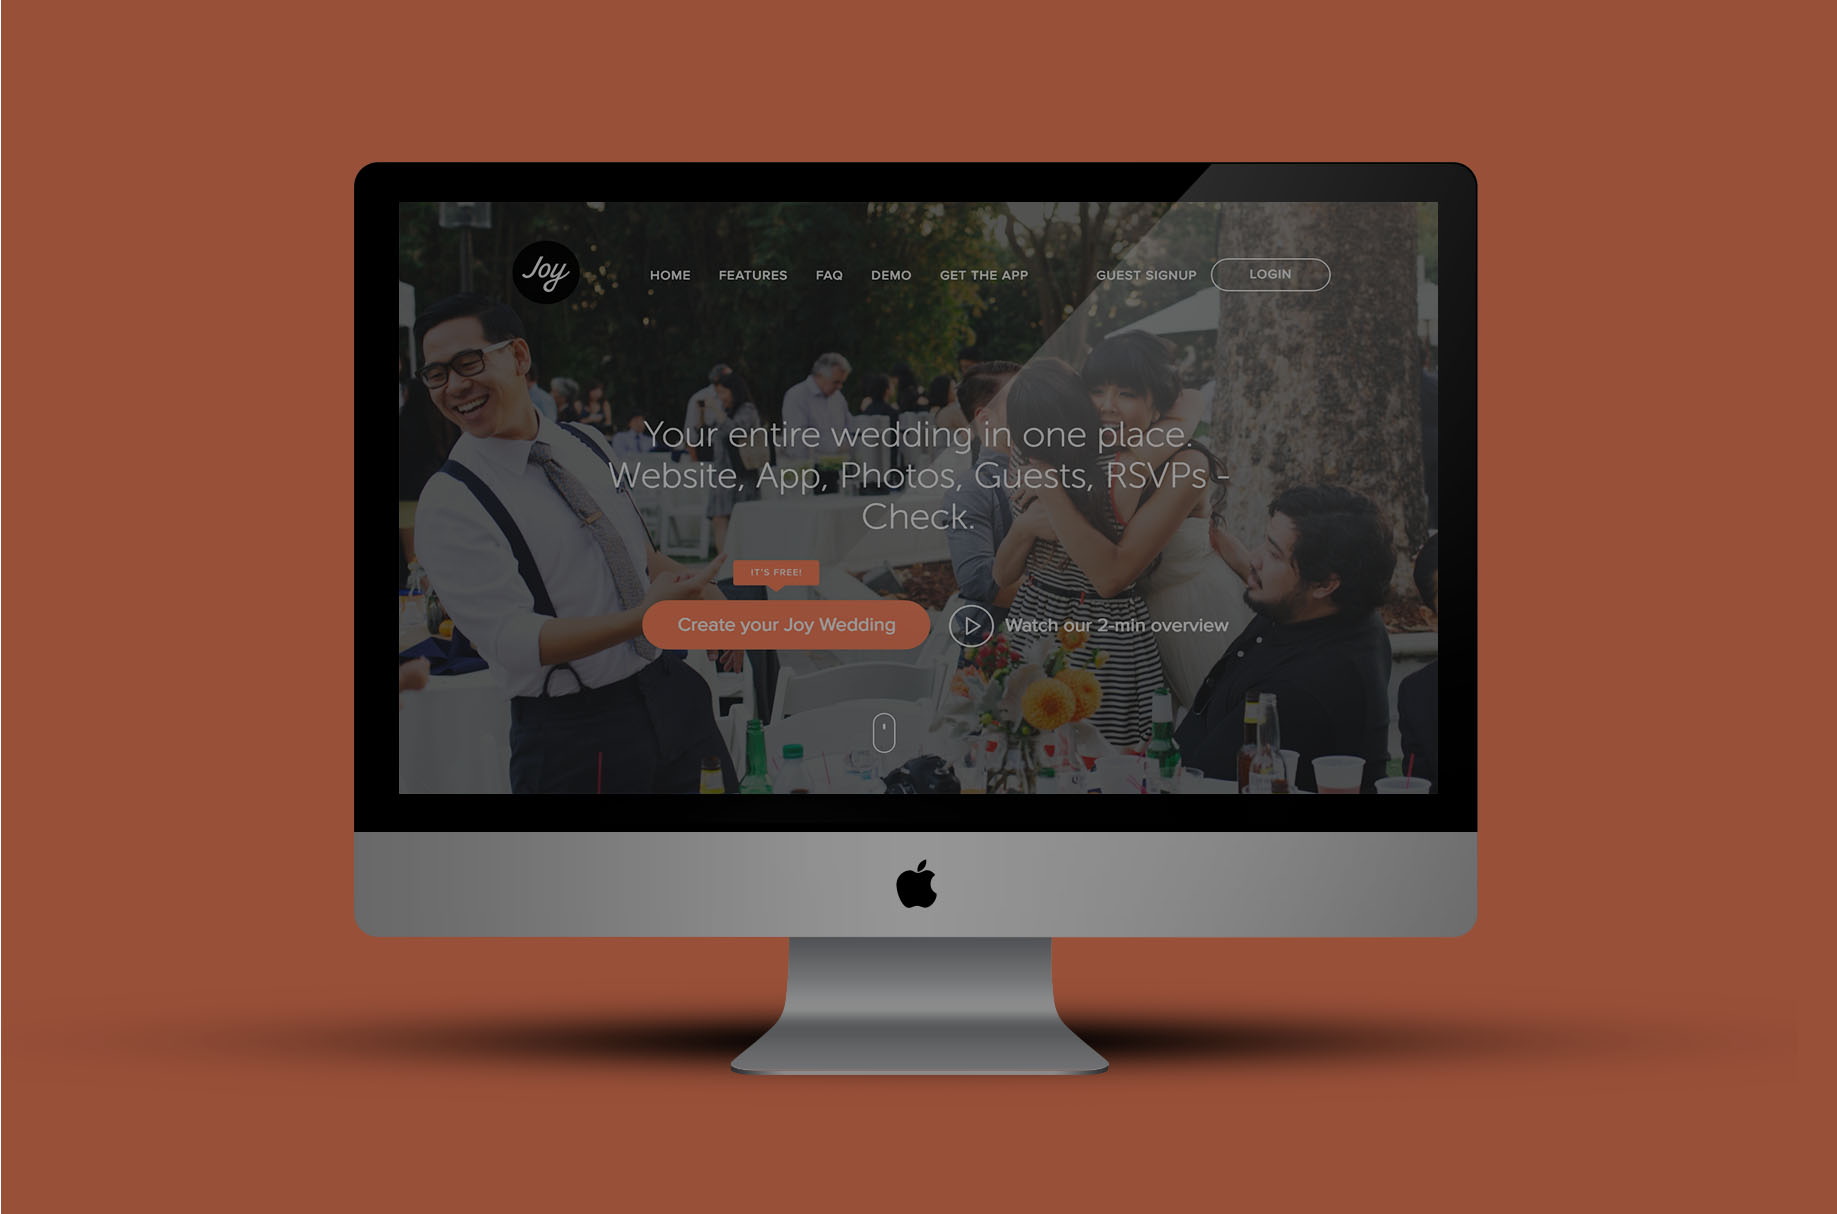 Joy
HOME FEATURES FAQ DEMO GET THE APP GUEST SIGNUP LOGIN
Your entire wedding in one place.
Website, App, Photos, Guests, RSVPs -
Check.
IT'S FREE!
Create your Joy Wedding
Watch our 2-min overview